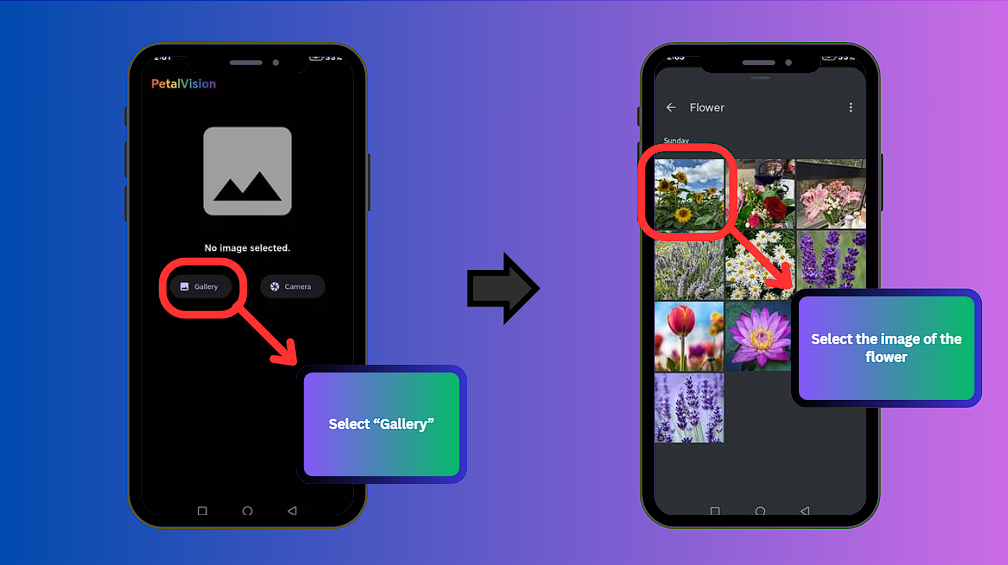 PetalVision
No image selected.
Gallery
Camera
Select “Gallery”
Flower
Sunday
Select the image of the
flower